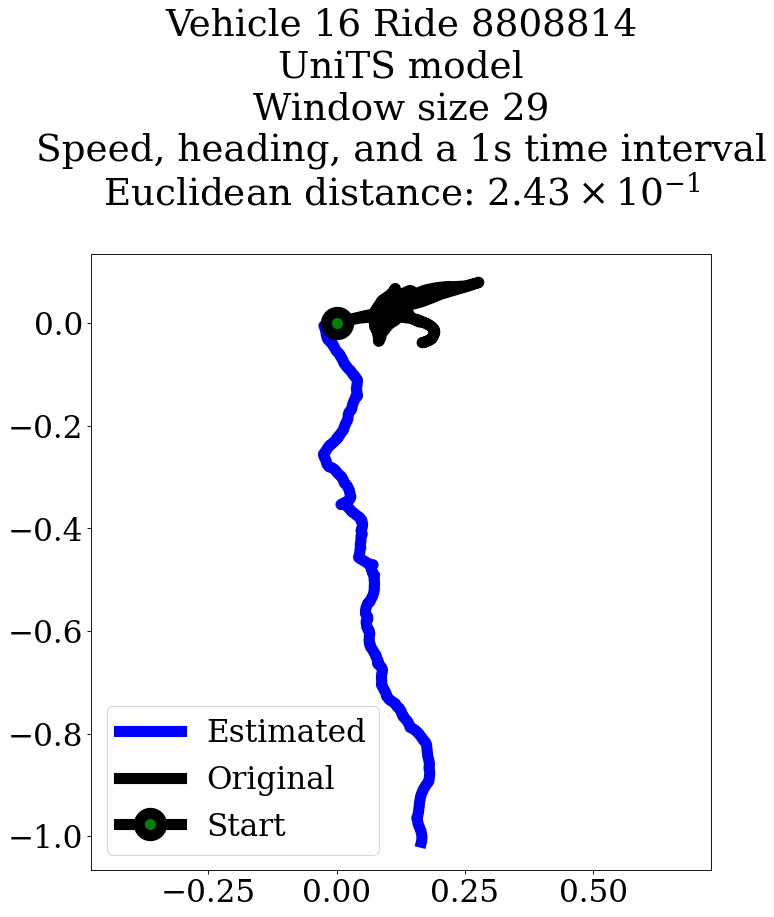 Vehicle 16 Ride 8808814
UniTS model
Window size 29
Speed, heading, and a 1s time interval
Euclidean distance: 2.43 × 10⁻¹
0.0
−0.2
−0.4
−0.6
−0.8
−1.0
Estimated
Original
Start
−0.25 0.00 0.25 0.50